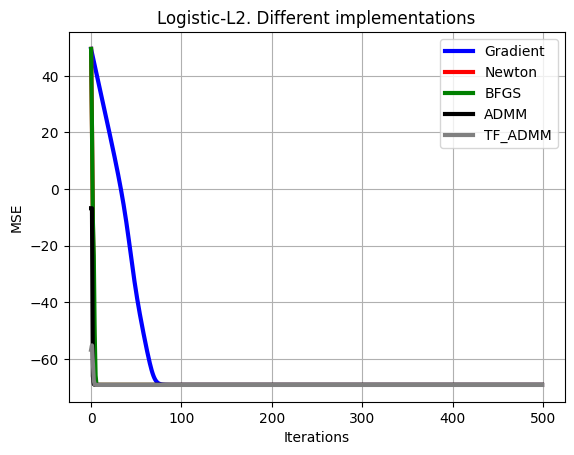 Logistic-L2. Different implementations
Gradient
Newton
BFGS
ADMM
TF_ADMM
MSE
40
20
0
−20
−40
−60
0
100
200
300
400
500
Iterations